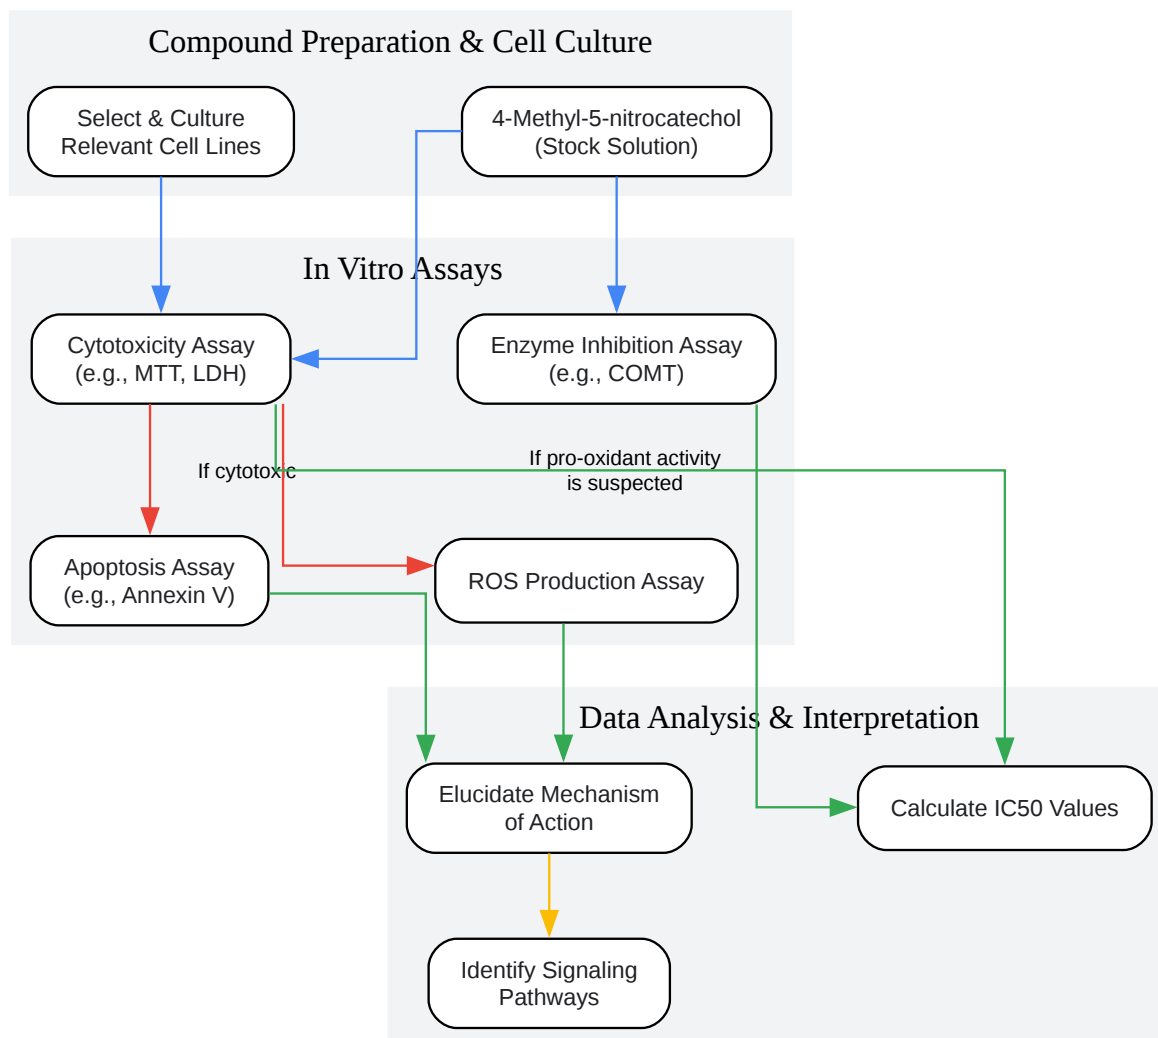 Compound Preparation & Cell Culture
Select & Culture
Relevant Cell Lines
4-Methyl-5-nitrocatechol
(Stock Solution)
In Vitro Assays
Cytotoxicity Assay
(e.g., MTT, LDH)
Enzyme Inhibition Assay
(e.g., COMT)
If cytotoxic
If pro-oxidant activity
is suspected
Apoptosis Assay
(e.g., Annexin V)
ROS Production Assay
Data Analysis & Interpretation
Elucidate Mechanism
of Action
Calculate IC50 Values
Identify Signaling
Pathways